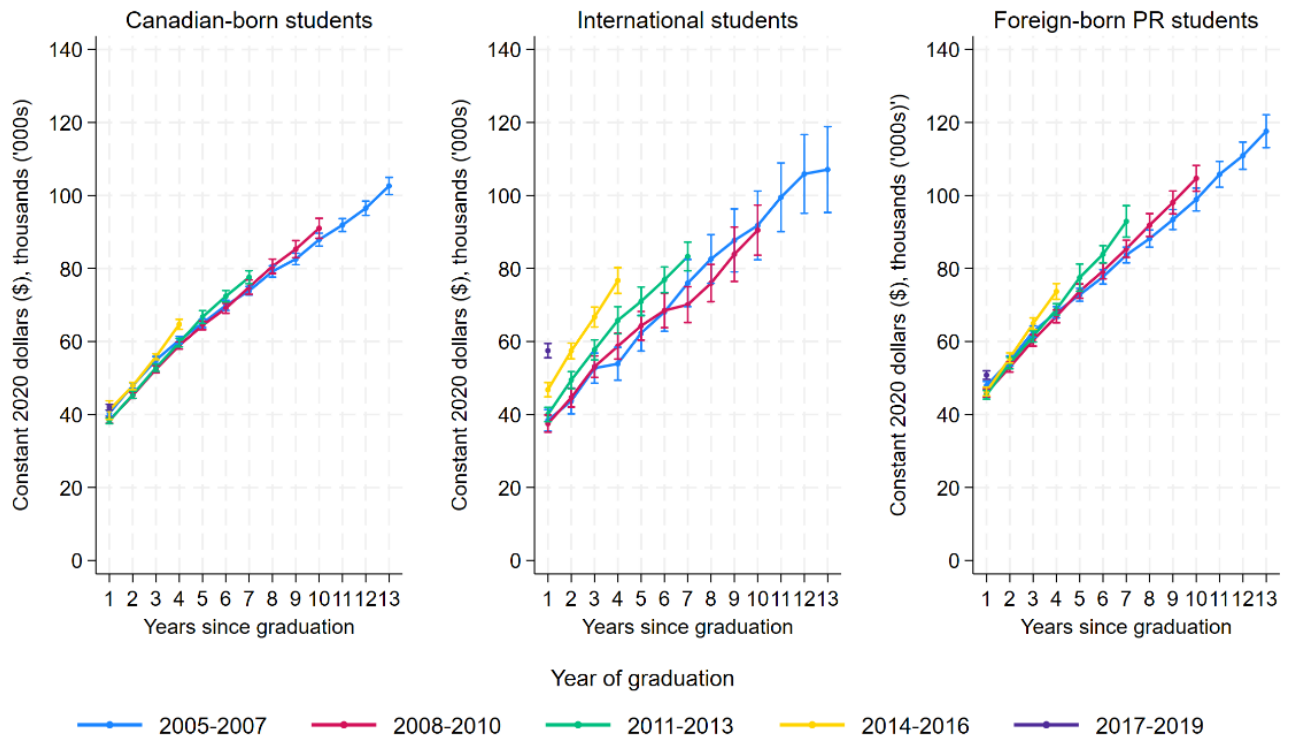 Canadian-born students
International students
Foreign-born PR students
Constant 2020 dollars ($), thousands ('000s)
140
120
100
80
60
40
20
0
1 2 3 4 5 6 7 8 9 10 11 12 13
Years since graduation
Constant 2020 dollars ($), thousands ('000s)
140
120
100
80
60
40
20
0
1 2 3 4 5 6 7 8 9 10 11 12 13
Years since graduation
Constant 2020 dollars ($), thousands ('000s)')
140
120
100
80
60
40
20
0
1 2 3 4 5 6 7 8 9 10 11 12 13
Years since graduation
Year of graduation
2005-2007 2008-2010 2011-2013 2014-2016 2017-2019